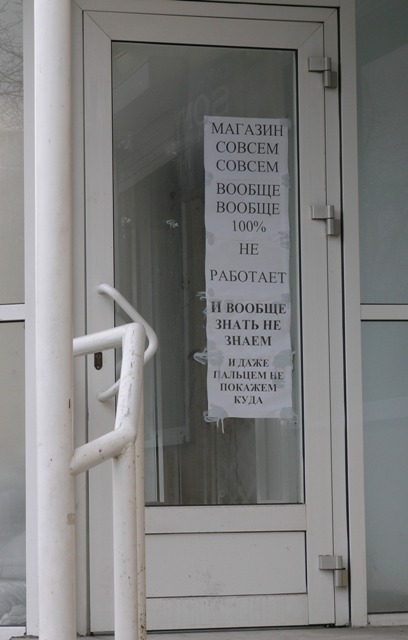 МАГАЗИН
СОВСЕМ
СОВСЕМ
ВООБЩЕ
ВООБЩЕ
100%
НЕ
РАБОТАЕТ
И ВООБЩЕ
ЗНАТЬ НЕ
ЗНАЕМ
И ДАЖЕ
ПАЛЬЦЕМ НЕ
ПОКАЖЕМ
КУДА